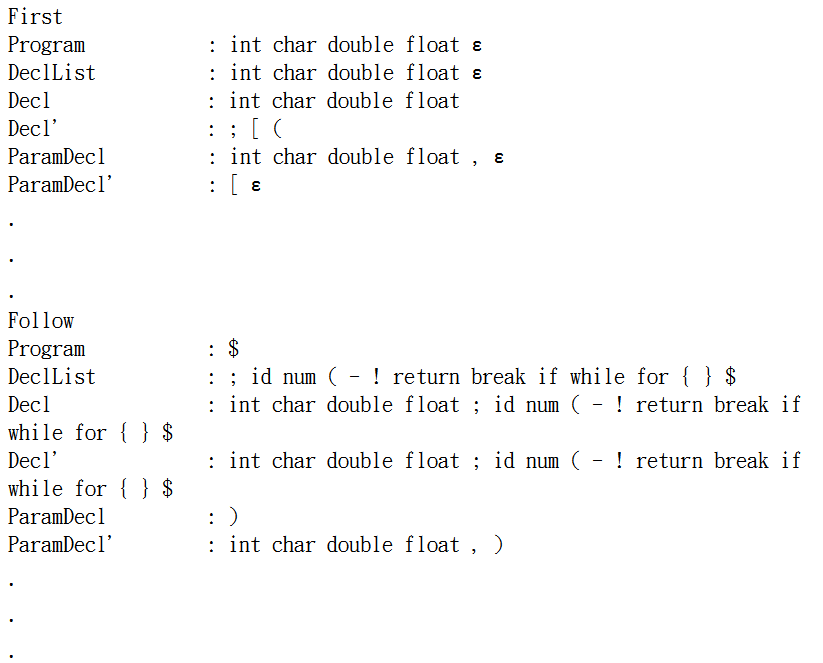 First
Program : int char double float ε
DeclList : int char double float ε
Decl : int char double float
Decl' : ; [ (
ParamDecl : int char double float , ε
ParamDecl' : [ ε
.
.
.
Follow
Program : $
DeclList : ; id num ( - ! return break if while for { } $
Decl : int char double float ; id num ( - ! return break if
while for { } $
Decl' : int char double float ; id num ( - ! return break if
while for { } $
ParamDecl : )
ParamDecl' : int char double float , )
.
.
.